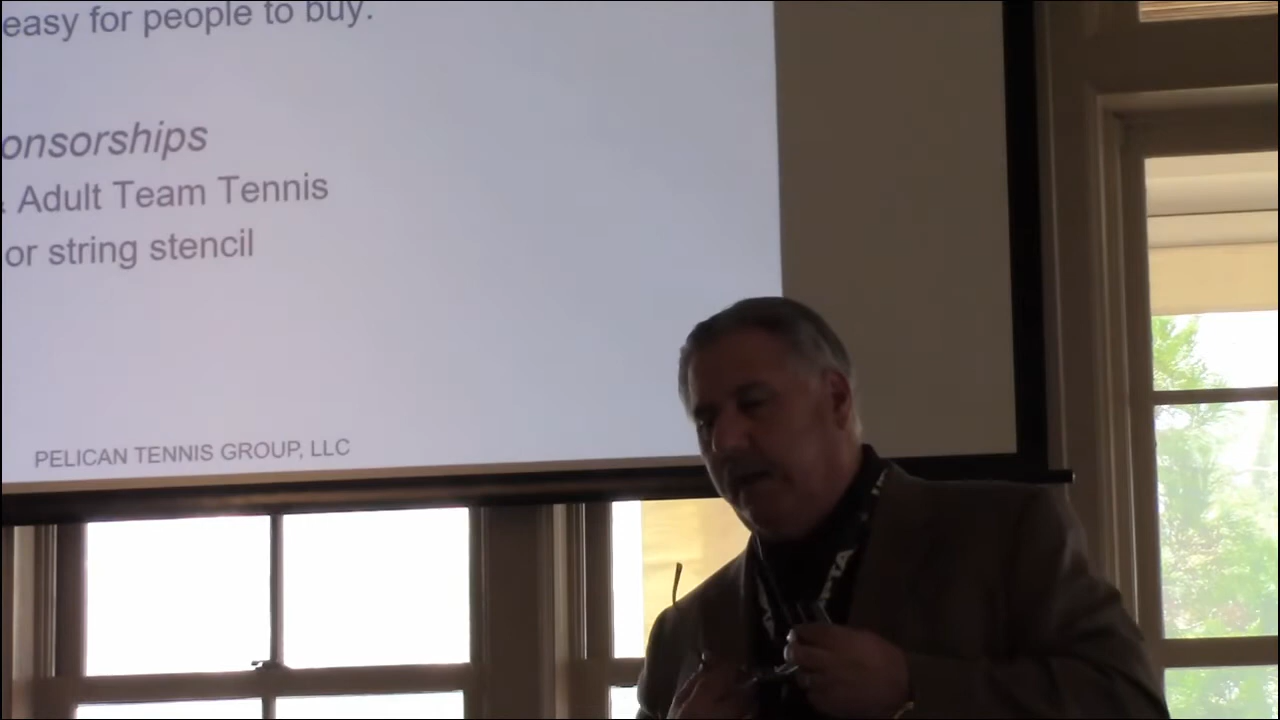 easy for people to buy.
onsorships
& Adult Team Tennis
or string stencil
PELICAN TENNIS GROUP, LLC